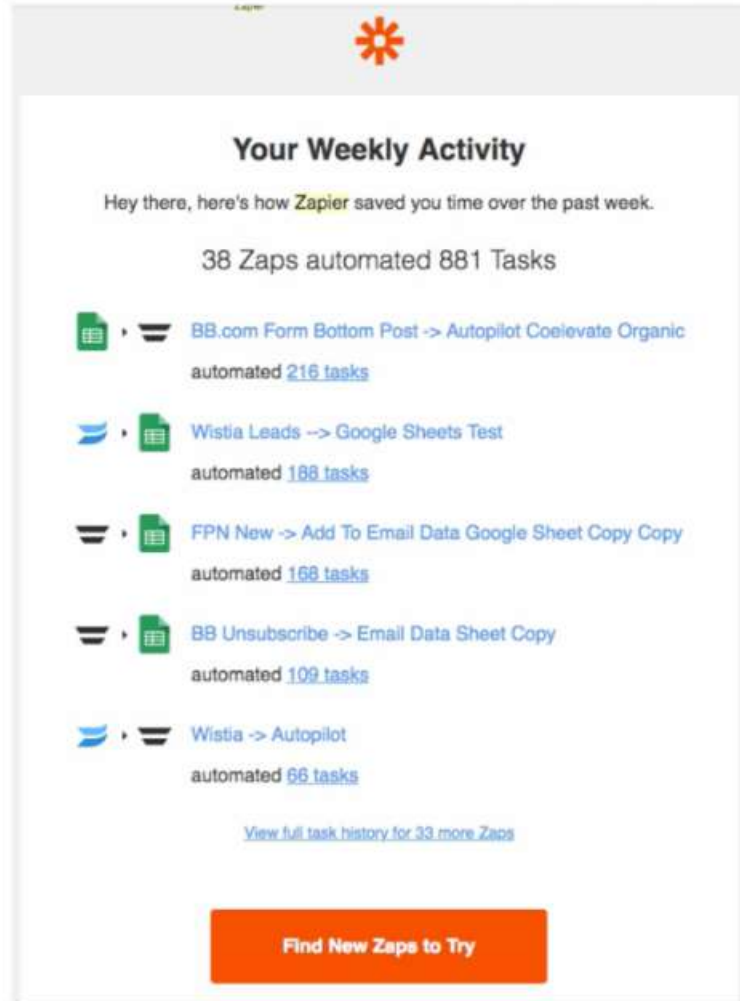 Zapier
Your Weekly Activity
Hey there, here's how Zapier saved you time over the past week.
38 Zaps automated 881 Tasks
BB.com Form Bottom Post -> Autopilot Coelevate Organic
automated 216 tasks
Wistia Leads --> Google Sheets Test
automated 188 tasks
FPN New -> Add To Email Data Google Sheet Copy Copy
automated 168 tasks
BB Unsubscribe -> Email Data Sheet Copy
automated 109 tasks
Wistia -> Autopilot
automated 66 tasks
View full task history for 33 more Zaps
Find New Zaps to Try